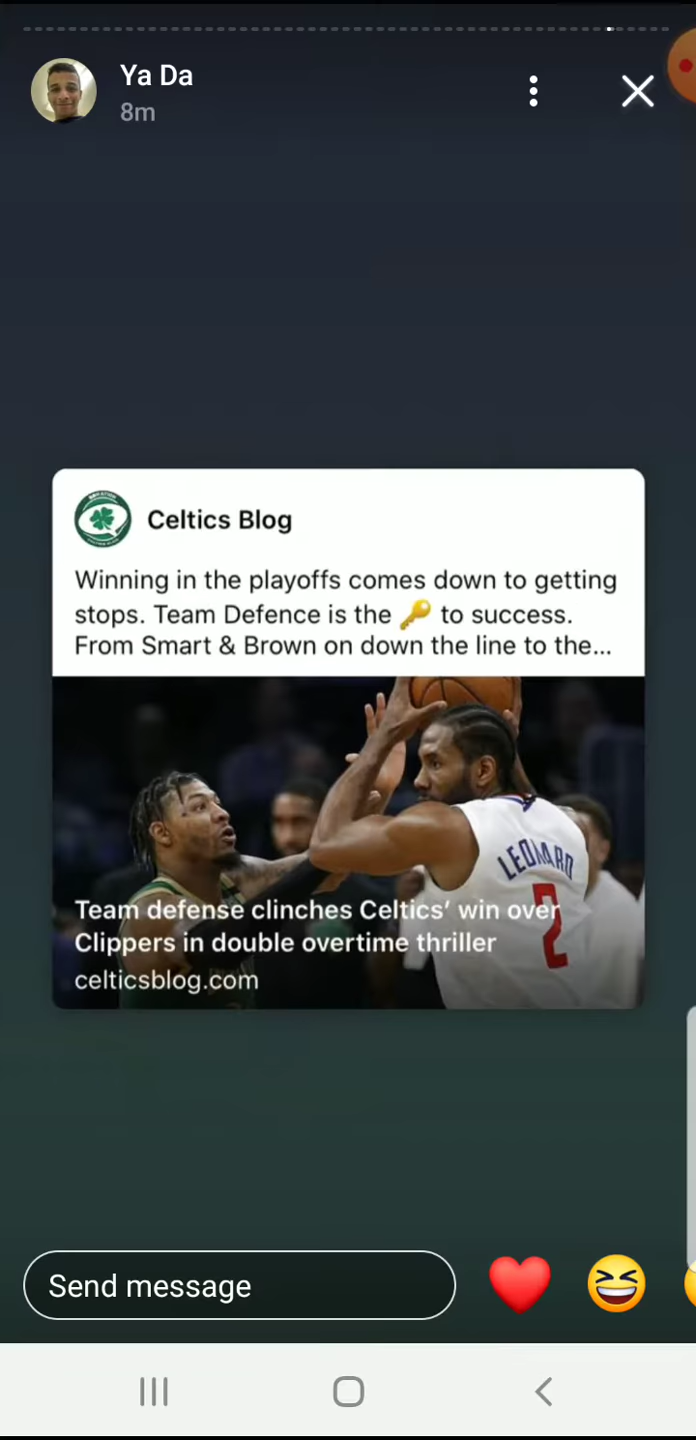 Ya Da
8m
Celtics Blog
Winning in the playoffs comes down to getting
stops. Team Defence is the 🔑 to success.
From Smart & Brown on down the line to the...
LEONARD
2
Team defense clinches Celtics’ win over
Clippers in double overtime thriller
celticsblog.com
Send message